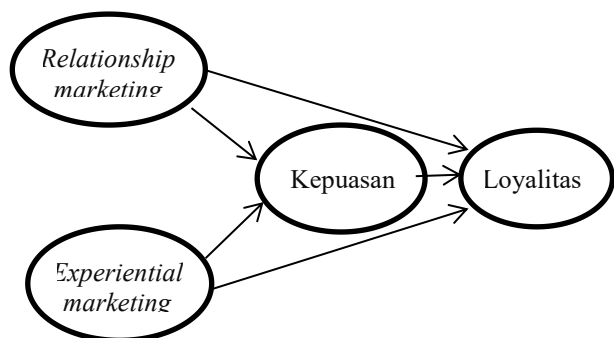 Relationship
marketing
Kepuasan
Loyalitas
Experiential
marketing